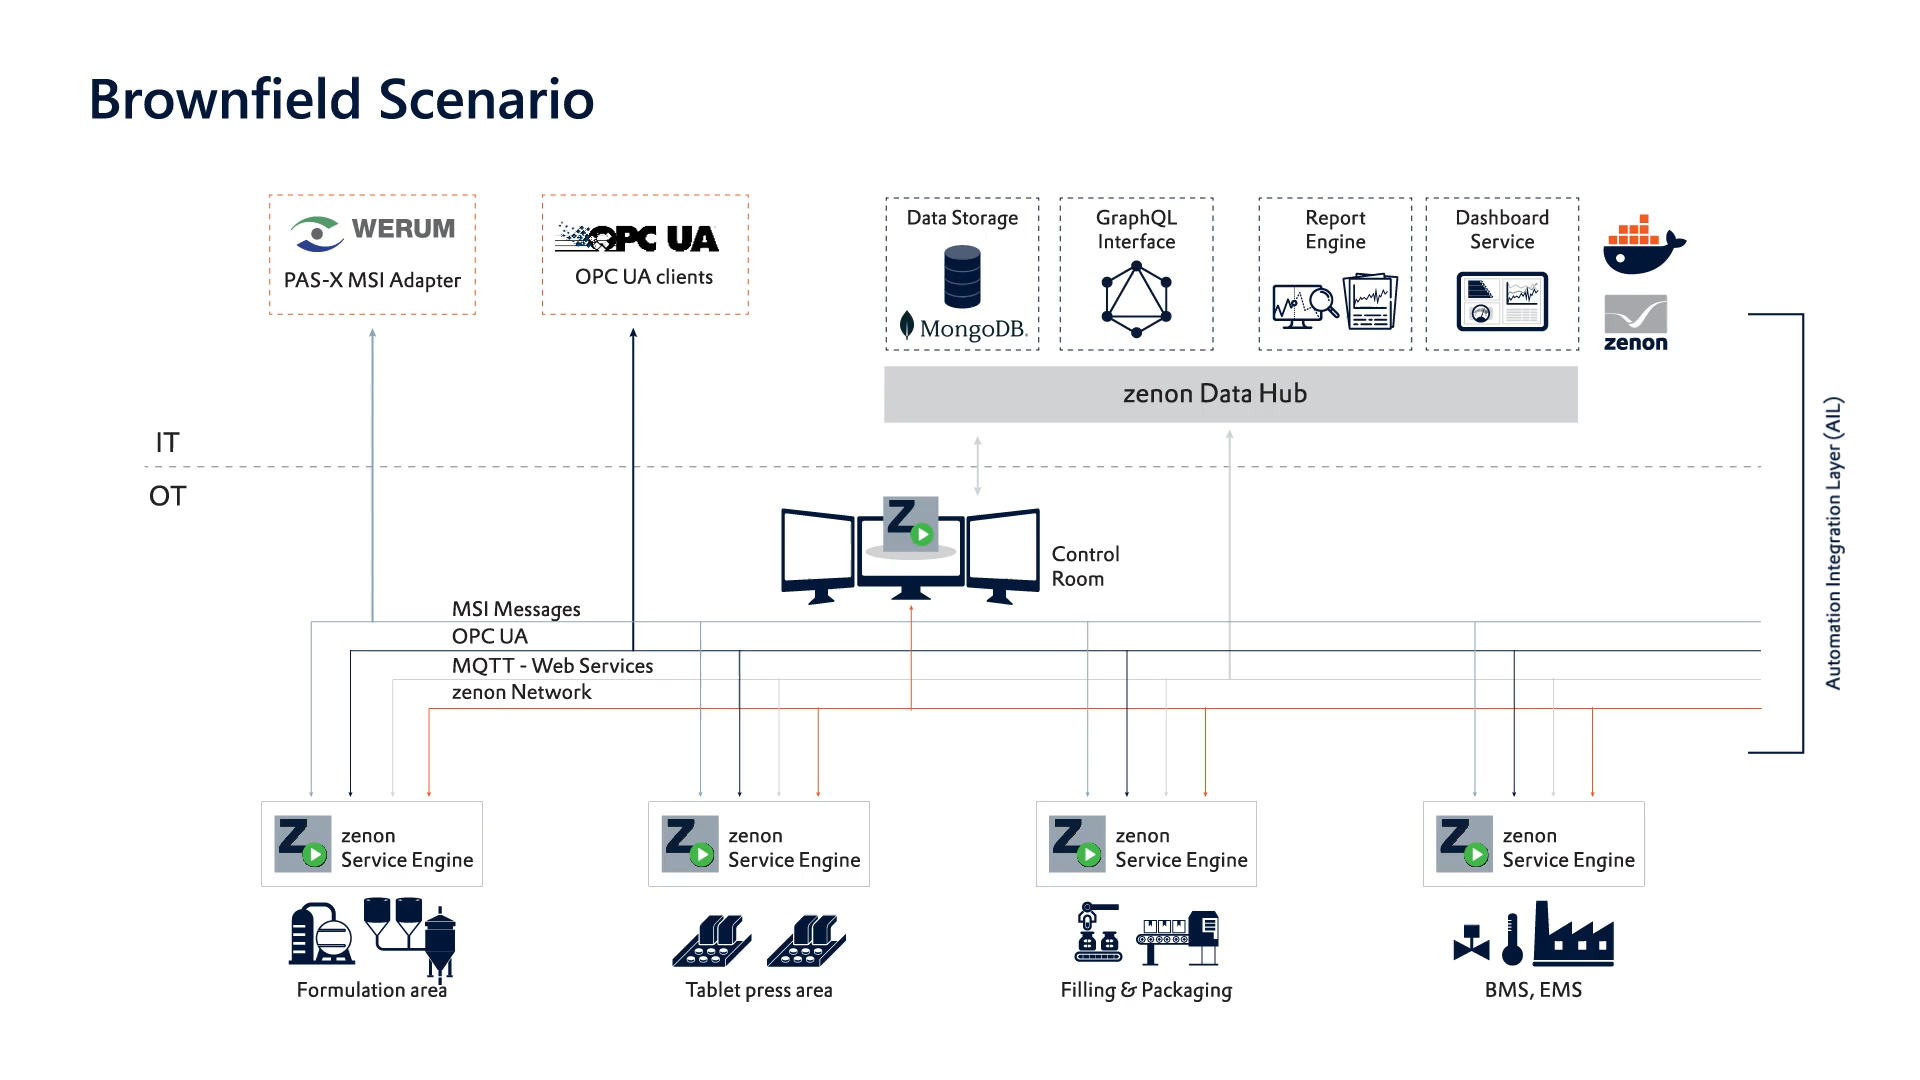 Brownfield Scenario
WERUM
PAS-X MSI Adapter
OPC UA
OPC UA clients
Data Storage
MongoDB.
GraphQL
Interface
Report
Engine
Dashboard
Service
zenon
zenon Data Hub
IT
OT
Control
Room
Automation Integration Layer (AIL)
MSI Messages
OPC UA
MQTT - Web Services
zenon Network
Z
zenon
Service Engine
Z
zenon
Service Engine
Z
zenon
Service Engine
Z
zenon
Service Engine
Z
Formulation area
Tablet press area
Filling & Packaging
BMS, EMS